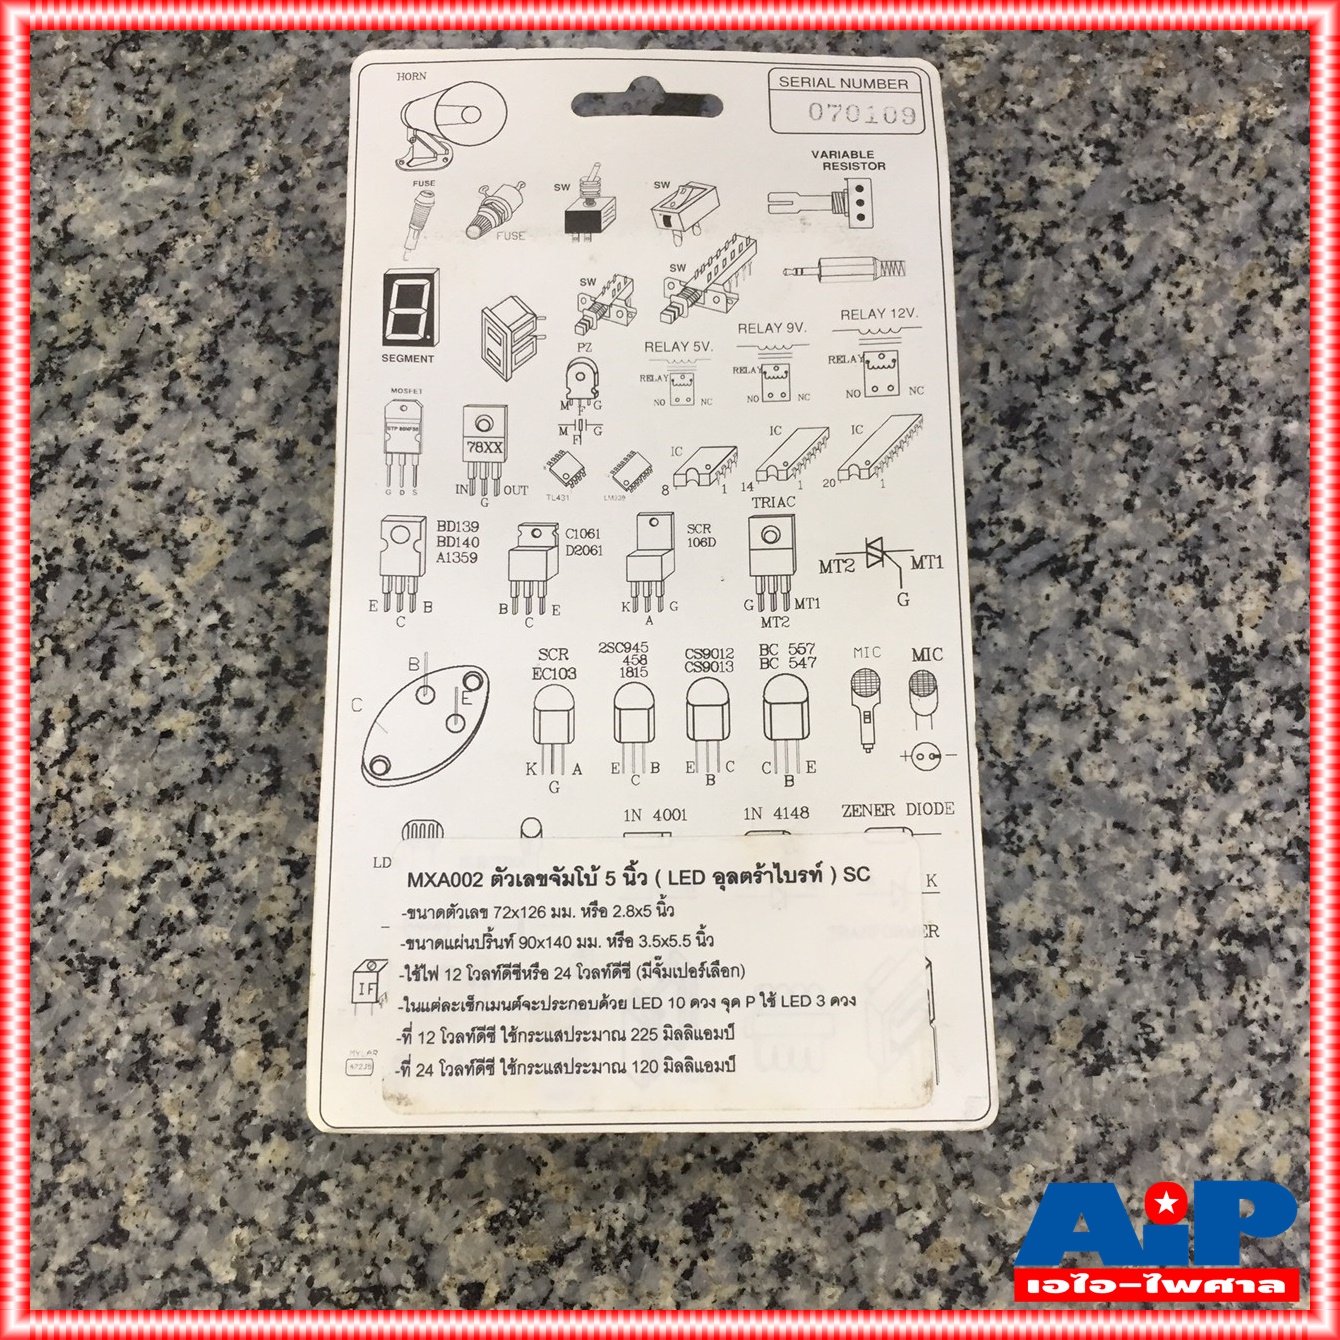 HORN
SERIAL NUMBER
070109
VARIABLE
RESISTOR
FUSE
FUSE
SW
SW
SEGMENT
SW
SW
PZ
M F G
M F G
RELAY 5V.
RELAY
NO NC
RELAY 9V.
RELAY
NO NC
RELAY 12V.
RELAY
NO NC
MOSFET
G D S
78XX
IN G OUT
TL431
IC
8 1
IC
14 1
IC
20 1
BD139
BD140
A1359
E C B
C1061
D2061
B C E
SCR
106D
K A G
TRIAC
G MT1
MT2
MT2 MT1
G
B
E
C
SCR
EC103
K G A
2SC945
458
1815
E C B
CS9012
CS9013
E B C
BC 557
BC 547
C B E
MIC
MIC
+ −
1N 4001
1N 4148
ZENER DIODE
LD
K
ER
IF
MXA002 ตัวเลขจัมโบ้ 5 นิ้ว ( LED อุลตร้าไบรท์ ) SC
-ขนาดตัวเลข 72x126 มม. หรือ 2.8x5 นิ้ว
-ขนาดแผ่นปริ้นท์ 90x140 มม. หรือ 3.5x5.5 นิ้ว
-ใช้ไฟ 12 โวลท์ดีซีหรือ 24 โวลท์ดีซี (มีจั๊มเปอร์เลือก)
-ในแต่ละเซ็กเมนต์จะประกอบด้วย LED 10 ดวง จุด P ใช้ LED 3 ดวง
-ที่ 12 โวลท์ดีซี ใช้กระแสประมาณ 225 มิลลิแอมป์
-ที่ 24 โวลท์ดีซี ใช้กระแสประมาณ 120 มิลลิแอมป์
AiP
เอไอ-ไพศาล